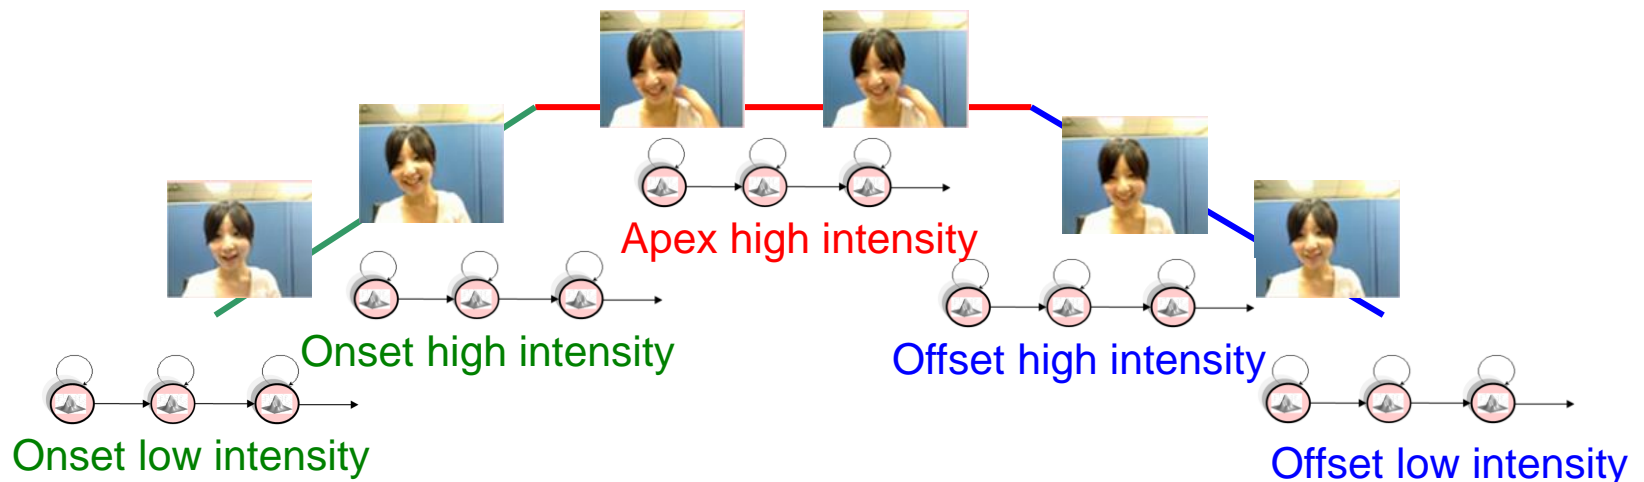 Apex high intensity
Onset high intensity
Offset high intensity
Onset low intensity
Offset low intensity